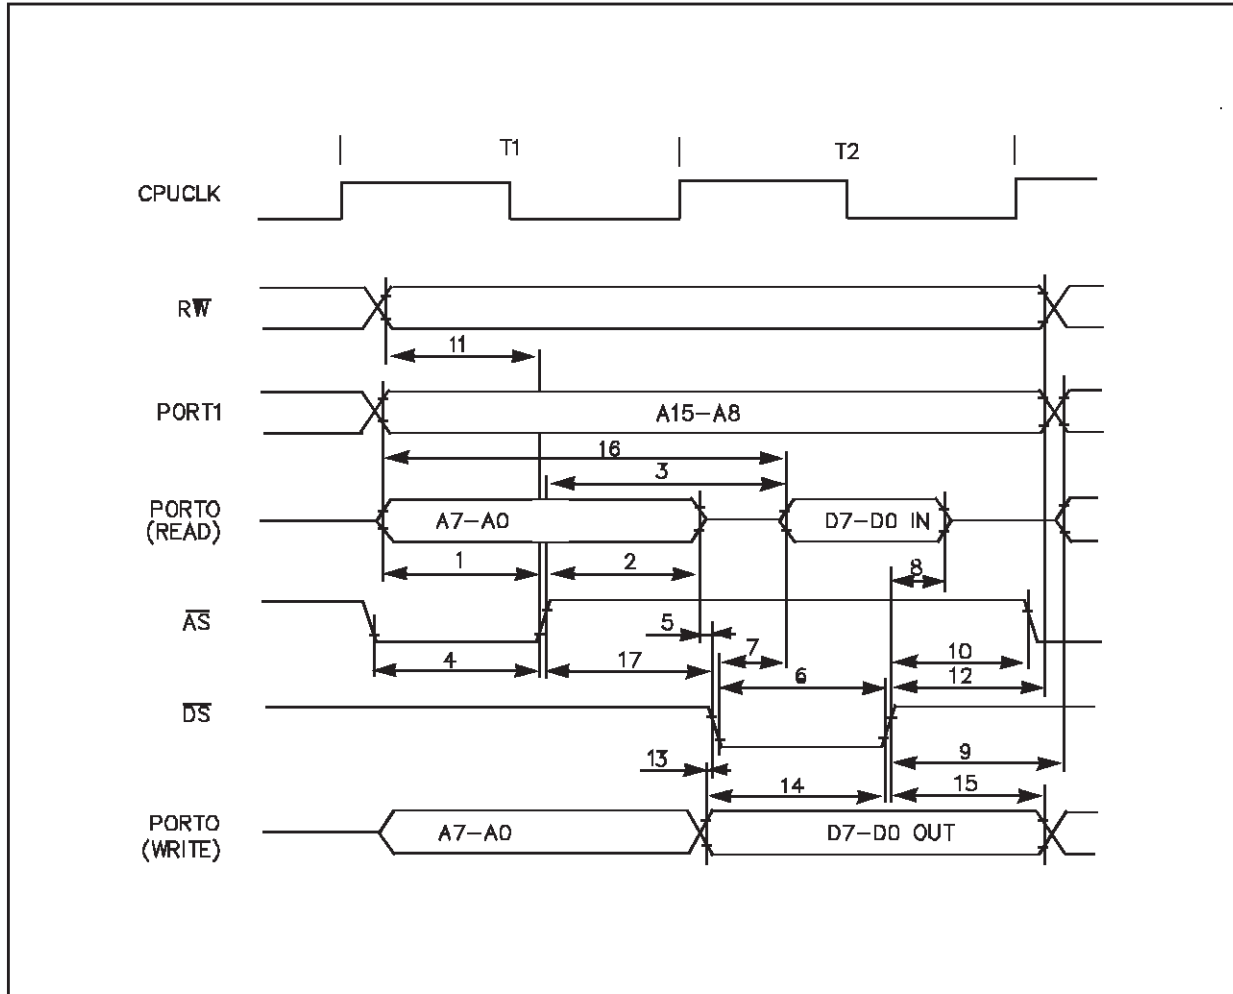 T1 T2
CPUCLK
RW̅
11
PORT1 A15-A8
16
3
PORT0 A7-A0 D7-D0 IN
(READ)
1 2 8
A̅S̅
5 7 10
4 17 6 12
D̅S̅
13 9
14 15
PORT0 A7-A0 D7-D0 OUT
(WRITE)